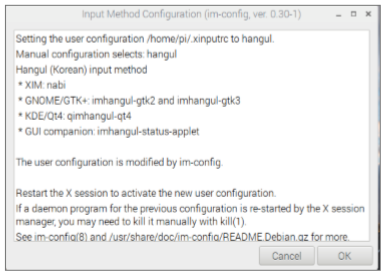 Input Method Configuration (im-config, ver. 0.30-1)
Setting the user configuration /home/pi/.xinputrc to hangul.
Manual configuration selects: hangul
Hangul (Korean) input method
* XIM: nabi
* GNOME/GTK+: imhangul-gtk2 and imhangul-gtk3
* KDE/Qt4: qimhangul-qt4
* GUI companion: imhangul-status-applet
The user configuration is modified by im-config.
Restart the X session to activate the new user configuration.
If a daemon program for the previous configuration is re-started by the X session
manager, you may need to kill it manually with kill(1).
See im-config(8) and /usr/share/doc/im-config/README.Debian.gz for more.
Cancel OK